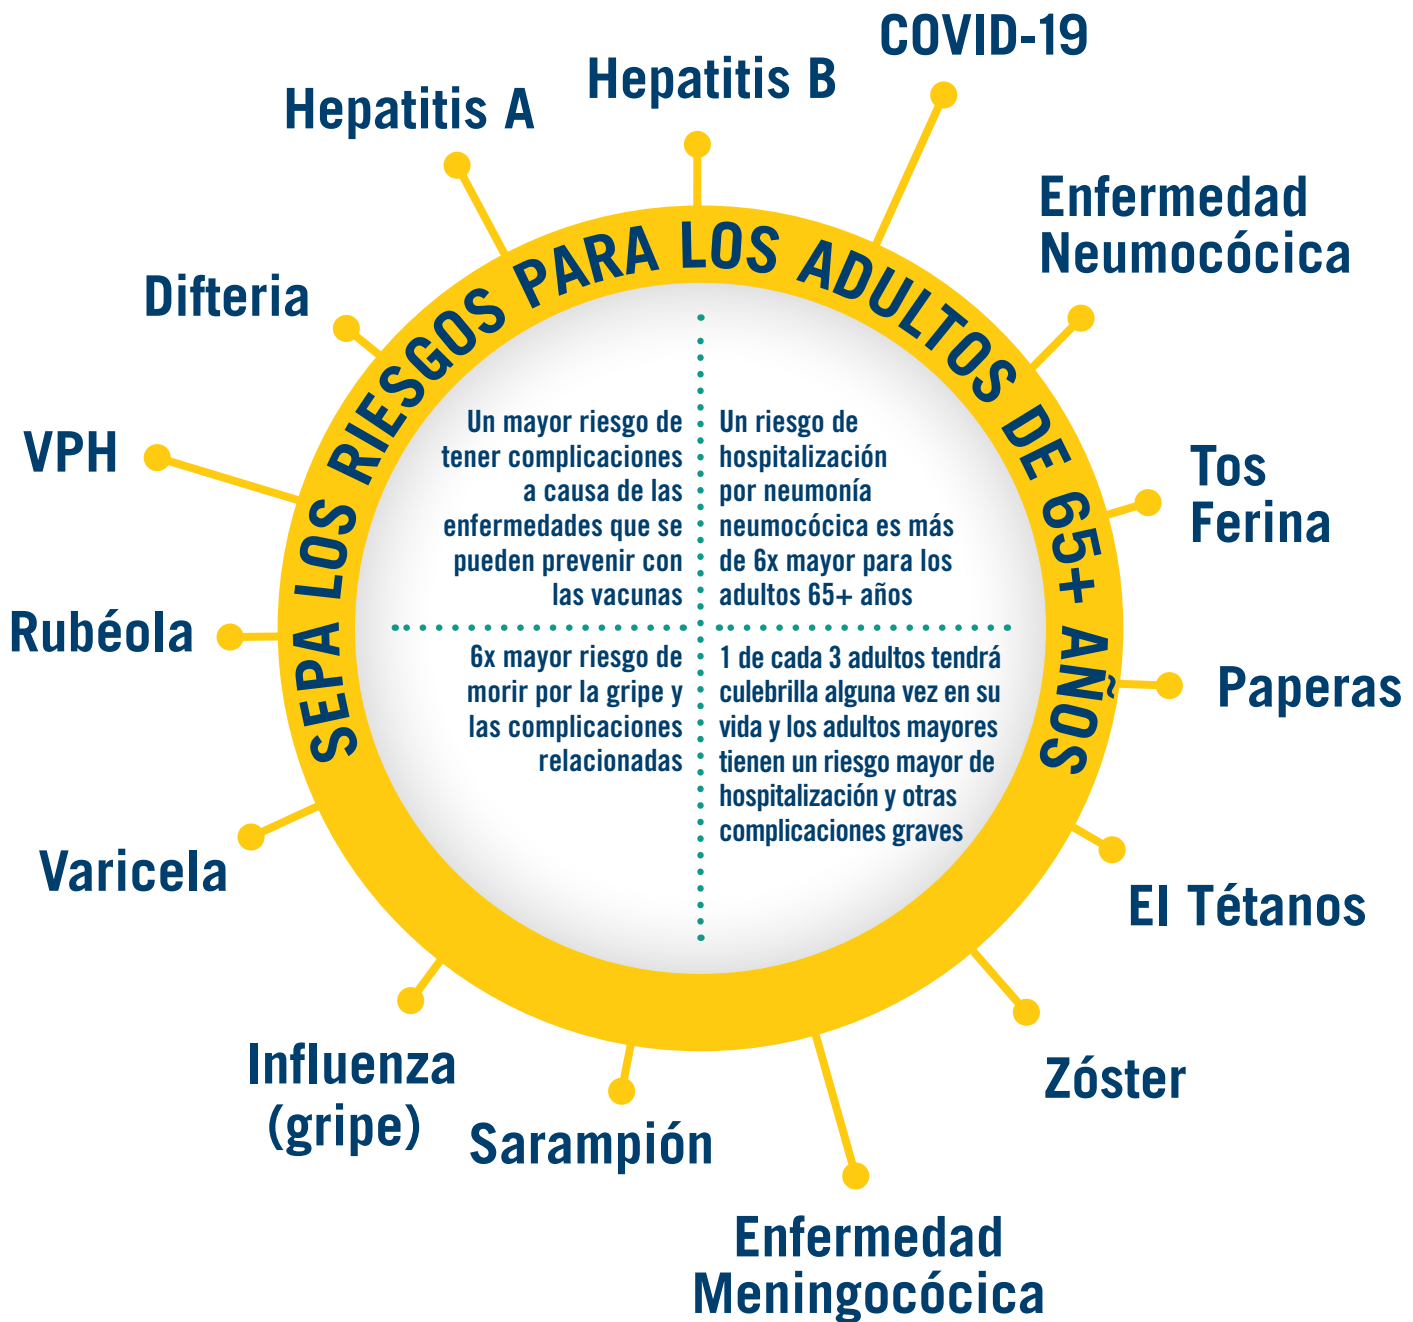 COVID-19
Hepatitis B
Hepatitis A
Enfermedad
Neumocócica
Difteria
VPH
Tos
Ferina
Rubéola
Paperas
Varicela
El Tétanos
Influenza
(gripe)
Zóster
Sarampión
Enfermedad
Meningocócica
SEPA LOS RIESGOS PARA LOS ADULTOS DE 65+ AÑOS
Un mayor riesgo de
tener complicaciones
a causa de las
enfermedades que se
pueden prevenir con
las vacunas
Un riesgo de
hospitalización
por neumonía
neumocócica es más
de 6x mayor para los
adultos 65+ años
6x mayor riesgo de
morir por la gripe y
las complicaciones
relacionadas
1 de cada 3 adultos tendrá
culebrilla alguna vez en su
vida y los adultos mayores
tienen un riesgo mayor de
hospitalización y otras
complicaciones graves